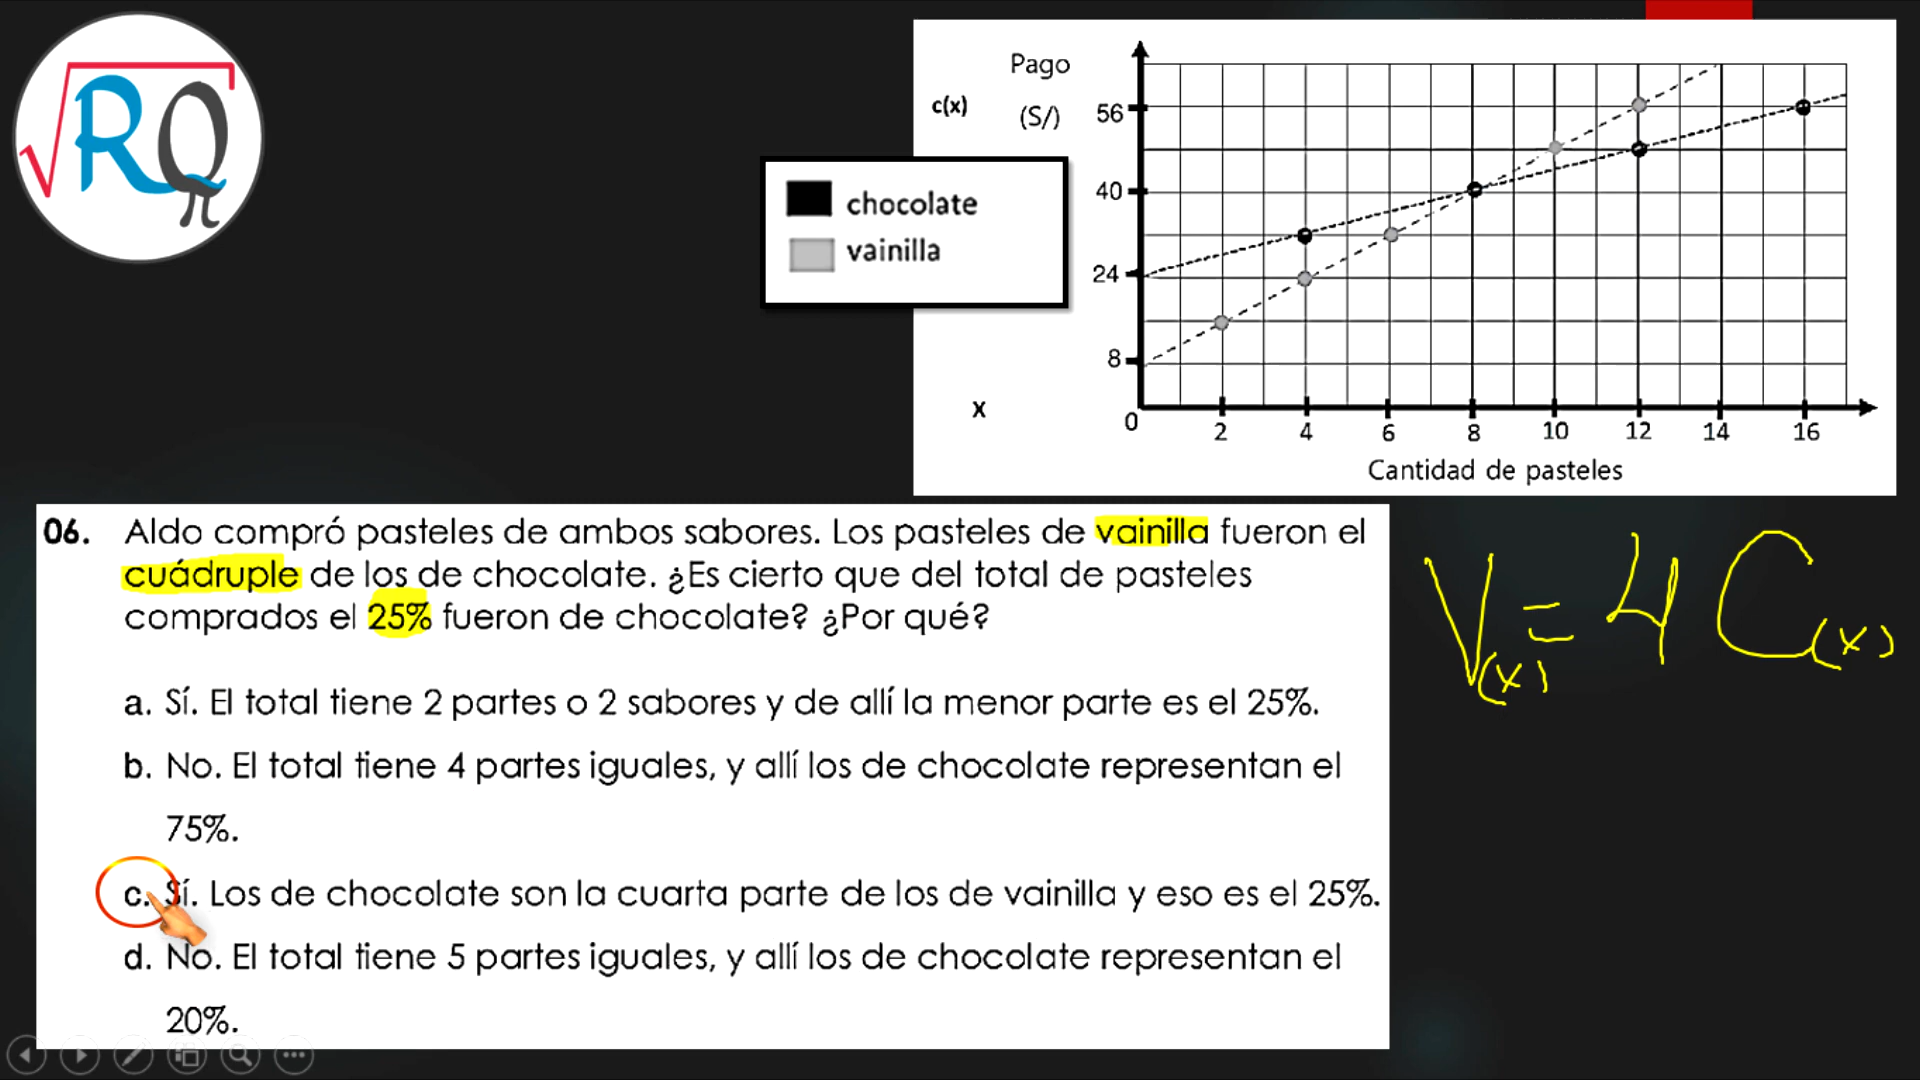 √RQ
π
Pago
c(x)
(S/)
56
40
24
8
0
chocolate
vainilla
x
2 4 6 8 10 12 14 16
Cantidad de pasteles
06. Aldo compró pasteles de ambos sabores. Los pasteles de vainilla fueron el
cuádruple de los de chocolate. ¿Es cierto que del total de pasteles
comprados el 25% fueron de chocolate? ¿Por qué?
a. Sí. El total tiene 2 partes o 2 sabores y de allí la menor parte es el 25%.
b. No. El total tiene 4 partes iguales, y allí los de chocolate representan el
75%.
c. Sí. Los de chocolate son la cuarta parte de los de vainilla y eso es el 25%.
d. No. El total tiene 5 partes iguales, y allí los de chocolate representan el
20%.
V(x) = 4 C(x)